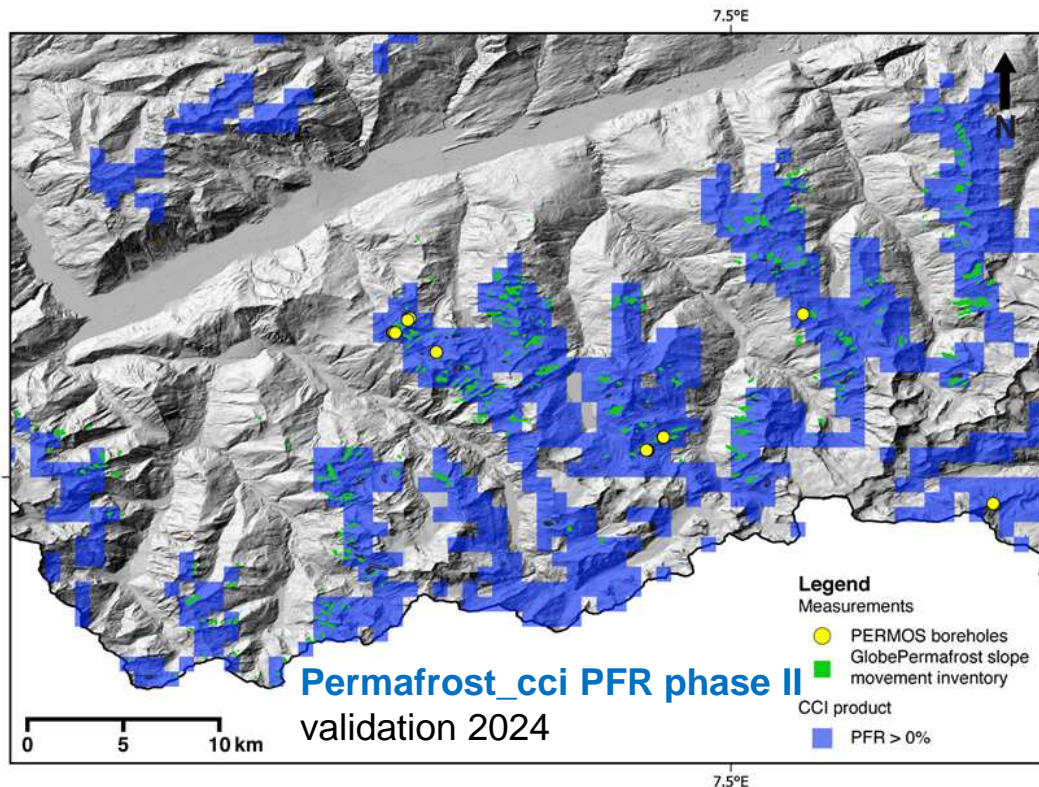 7.5°E
N
Legend
Measurements
PERMOS boreholes
GlobePermafrost slope
movement inventory
CCI product
PFR > 0%
Permafrost_cci PFR phase II
validation 2024
0 5 10 km
7.5°E